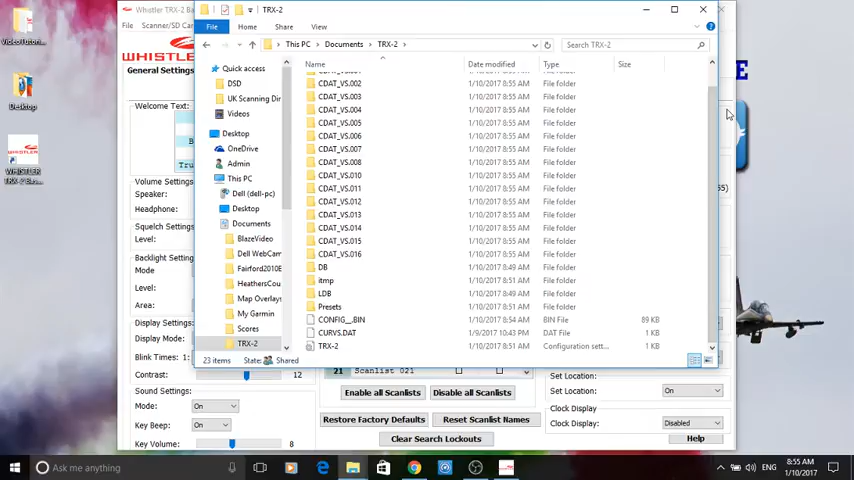 Whistler TRX-2 Ba
TRX-2
File
Home
Share
View
This PC
Documents
TRX-2
Search TRX-2
Name
Date modified
Type
Size
CDAT_VS.002 1/10/2017 8:55 AM File folder
CDAT_VS.003 1/10/2017 8:55 AM File folder
CDAT_VS.004 1/10/2017 8:55 AM File folder
CDAT_VS.005 1/10/2017 8:55 AM File folder
CDAT_VS.006 1/10/2017 8:55 AM File folder
CDAT_VS.007 1/10/2017 8:55 AM File folder
CDAT_VS.008 1/10/2017 8:55 AM File folder
CDAT_VS.010 1/10/2017 8:55 AM File folder
CDAT_VS.011 1/10/2017 8:55 AM File folder
CDAT_VS.012 1/10/2017 8:55 AM File folder
CDAT_VS.013 1/10/2017 8:55 AM File folder
CDAT_VS.014 1/10/2017 8:55 AM File folder
CDAT_VS.015 1/10/2017 8:55 AM File folder
CDAT_VS.016 1/10/2017 8:55 AM File folder
DB 1/10/2017 8:49 AM File folder
itmp 1/10/2017 8:51 AM File folder
LDB 1/10/2017 8:49 AM File folder
Presets 1/10/2017 8:51 AM File folder
CONFIG__.BIN 1/10/2017 8:54 AM BIN File 89 KB
CURVS.DAT 1/9/2017 10:43 PM DAT File 1 KB
TRX-2 1/10/2017 8:51 AM Configuration sett... 1 KB
Quick access
DSD
UK Scanning Dir
Videos
Desktop
OneDrive
Admin
This PC
Dell (dell-pc)
Desktop
Documents
BlazeVideo
Dell WebCam
Fairford2010E
HeathersCou
Map Overlays
My Garmin
Scores
TRX-2
23 items
State:
Shared
File
Scanner/SD Ca
WHISTLE
General Settings
Welcome Text:
B
Tru
Volume Settings
Speaker:
Headphone:
Squelch Settings
Level:
Backlight Settings
Mode
Level:
Area:
Display Settings
Display Mode:
Blink Times: 1
Contrast: 12
Sound Settings
Mode: On
Key Beep: On
Key Volume: 8
21 Scanlist 021
Enable all Scanlists
Disable all Scanlists
Restore Factory Defaults
Reset Scanlist Names
Clear Search Lockouts
E
55)
Set Location:
Set Location: On
Clock Display
Clock Display: Disabled
Help
VideoTutori...
Desktop
WHISTLER
TRX-2 Bas...
Ask me anything
ENG
8:55 AM
1/10/2017